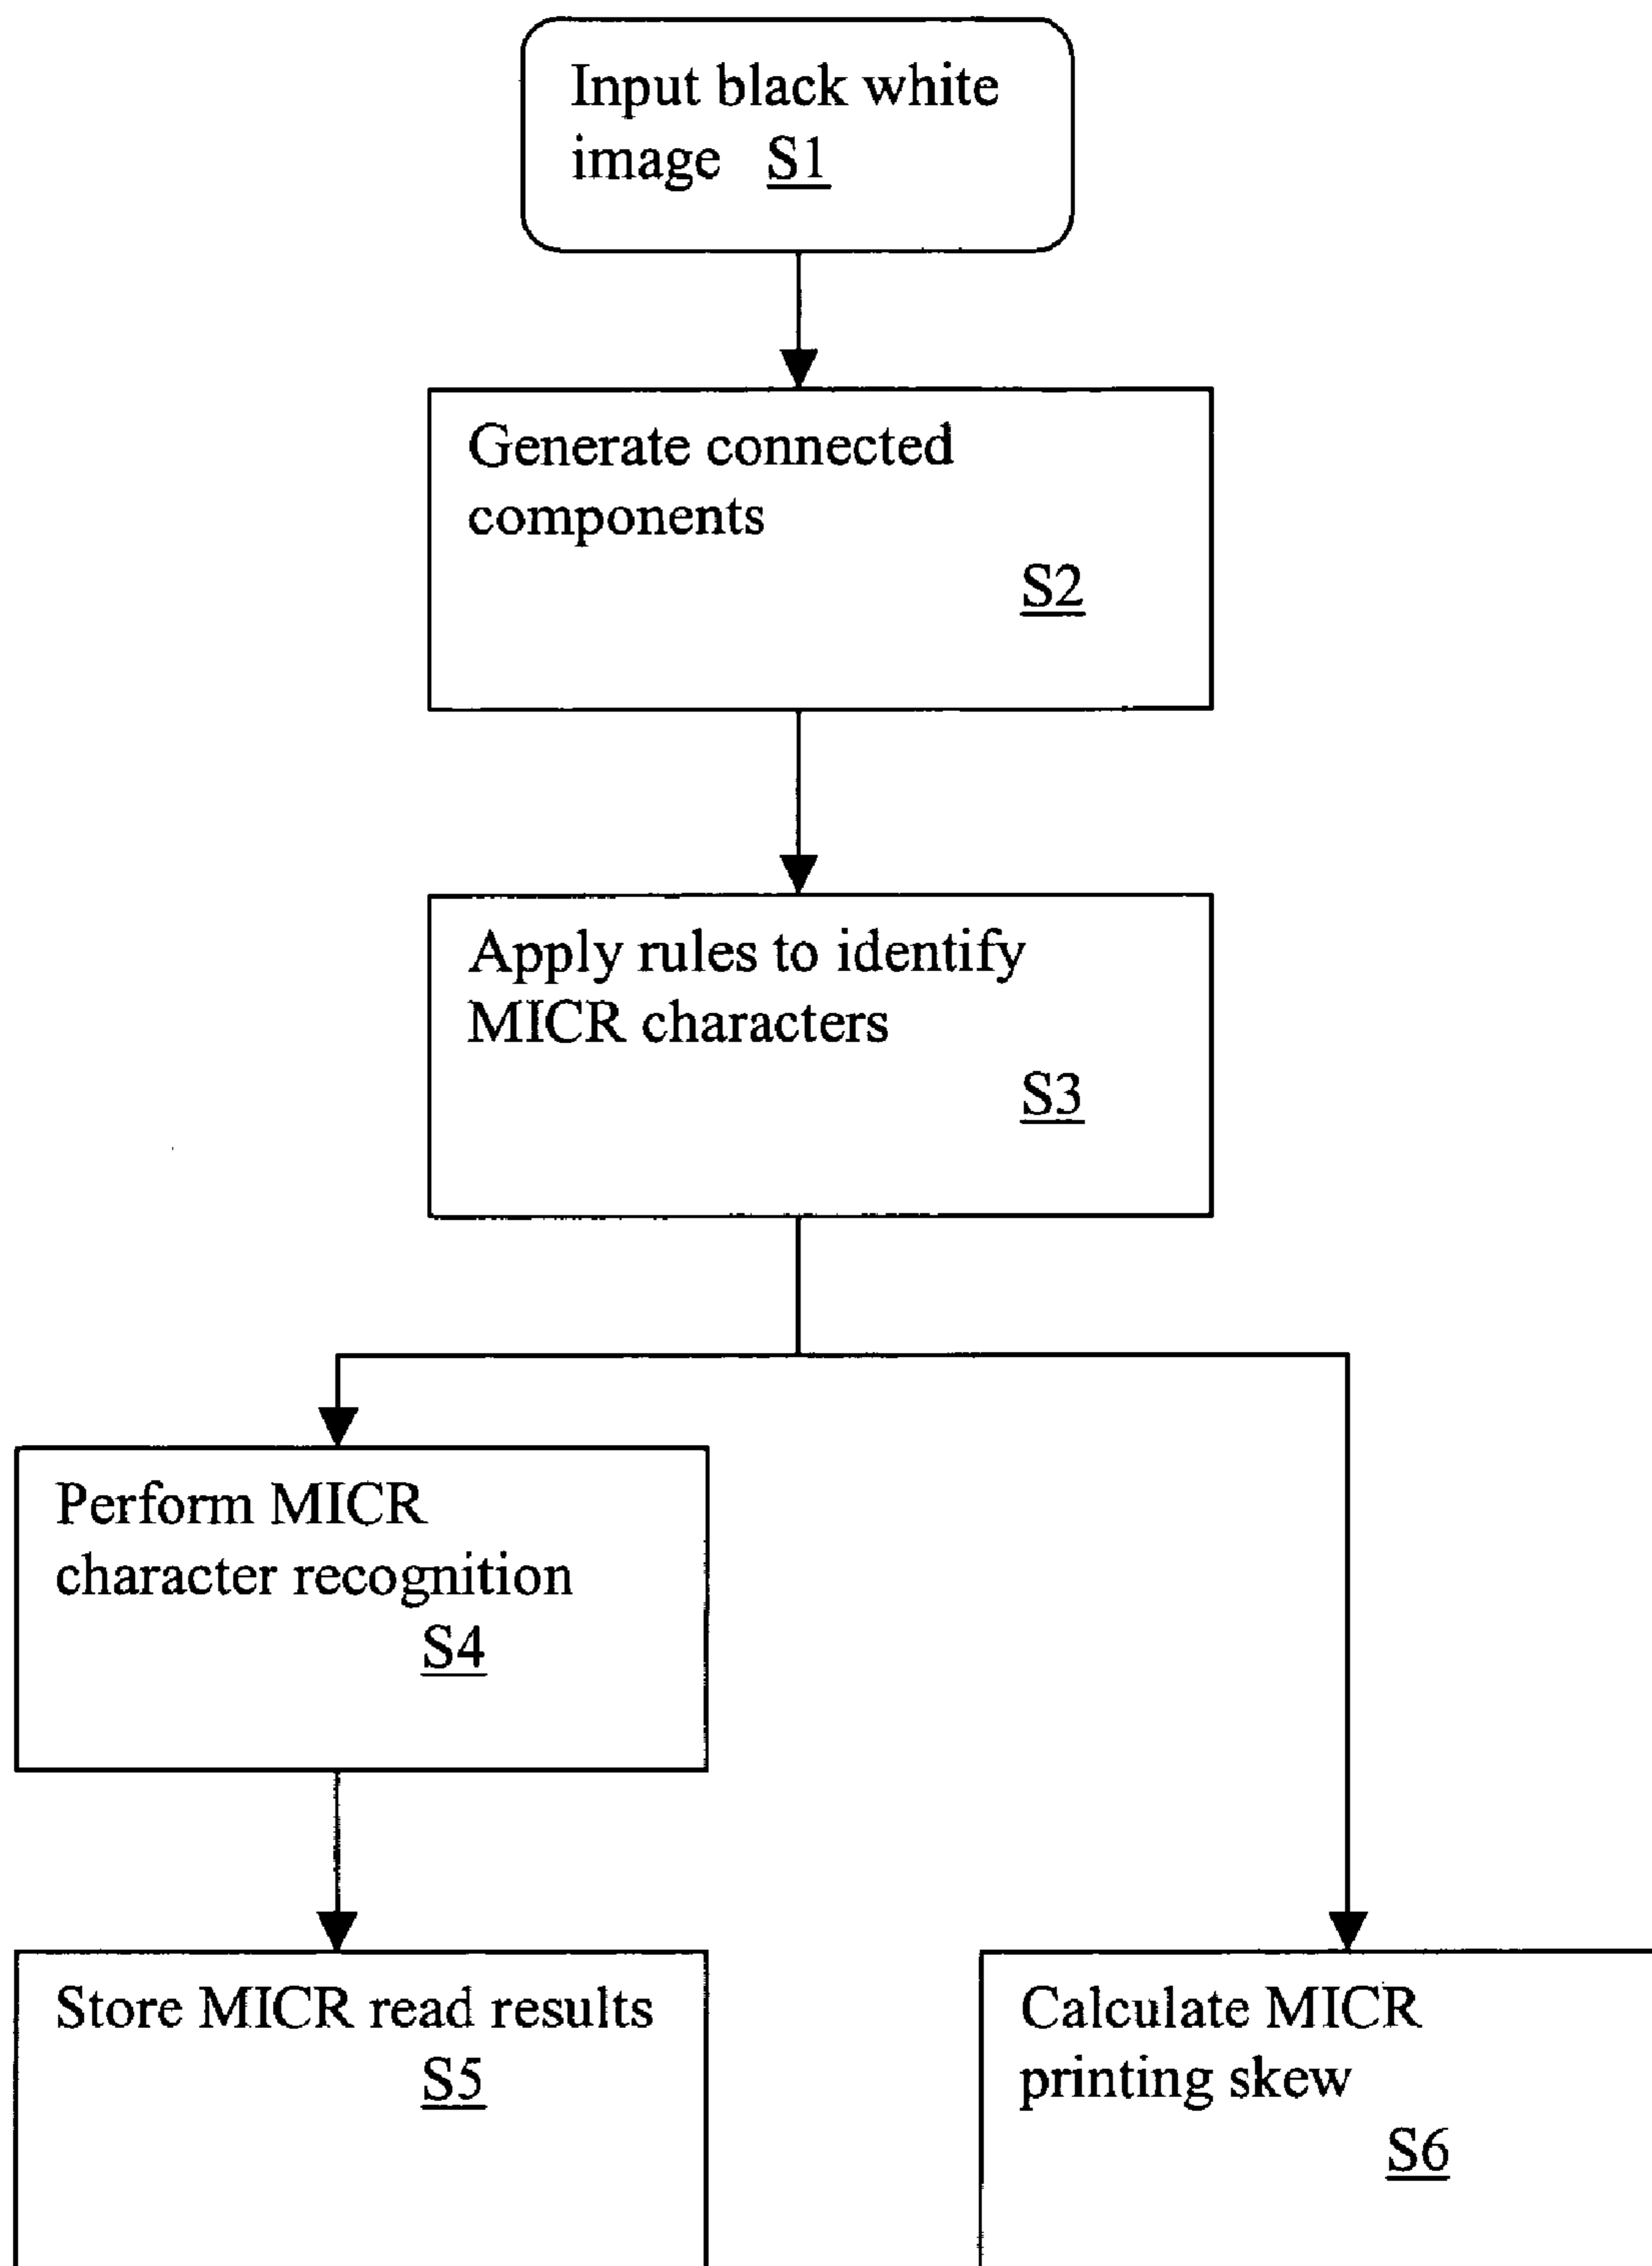 Input black white
image S1
Generate connected
components
S2
Apply rules to identify
MICR characters
S3
Perform MICR
character recognition
S4
Store MICR read results
S5
Calculate MICR
printing skew
S6